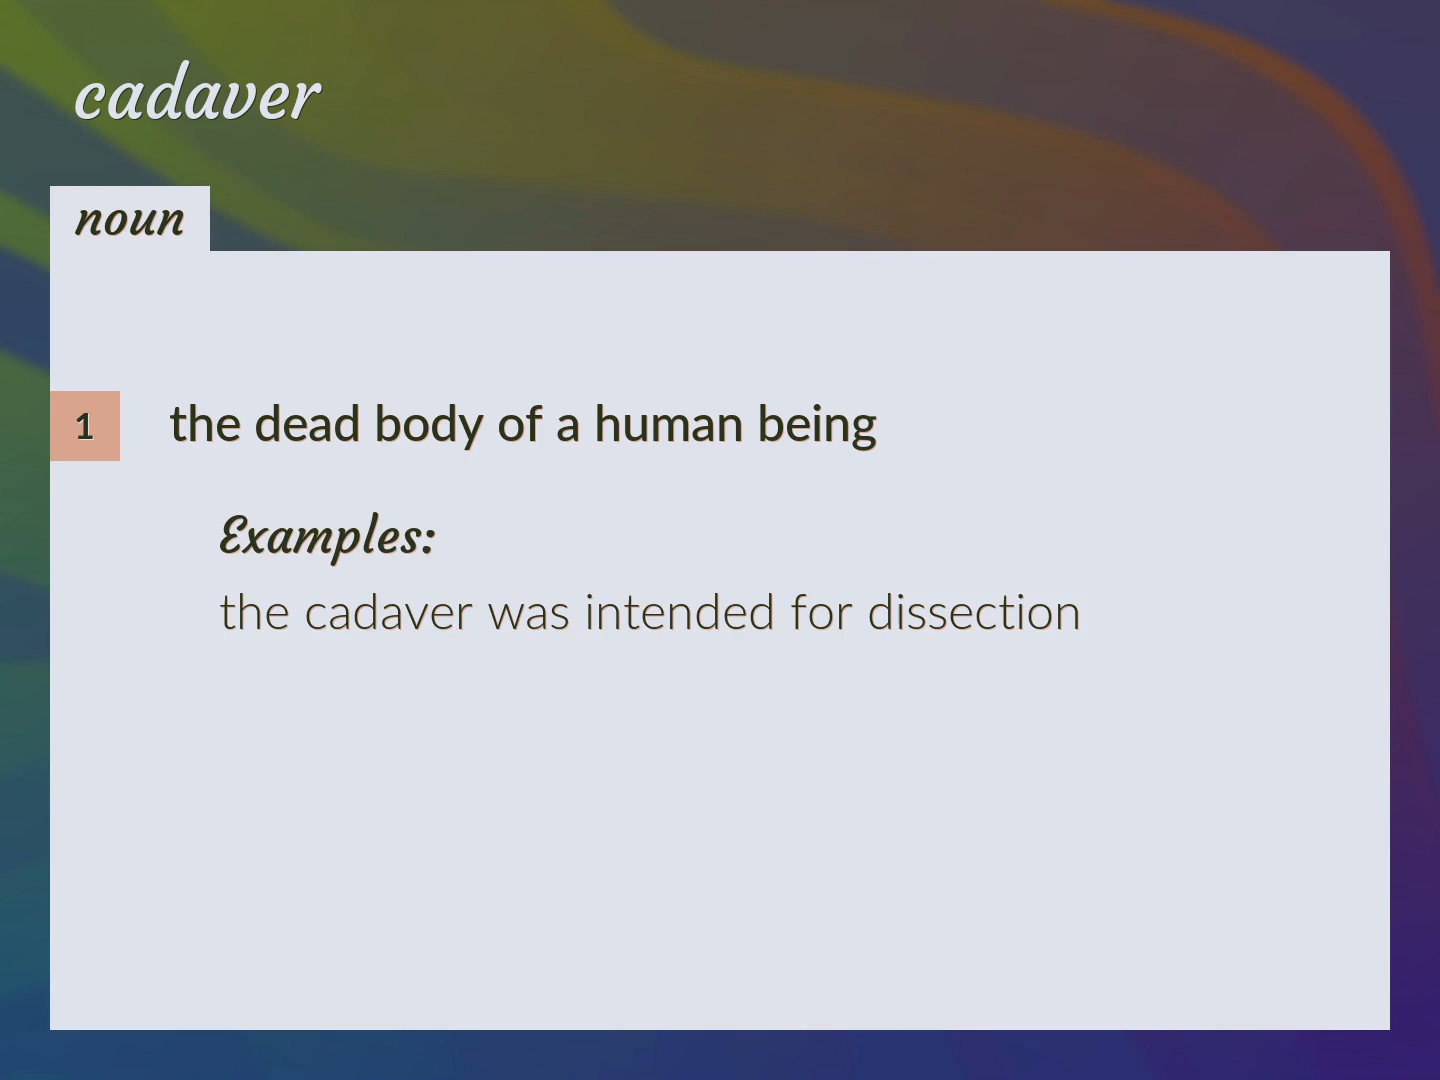 cadaver
noun
1
the dead body of a human being
Examples:
the cadaver was intended for dissection